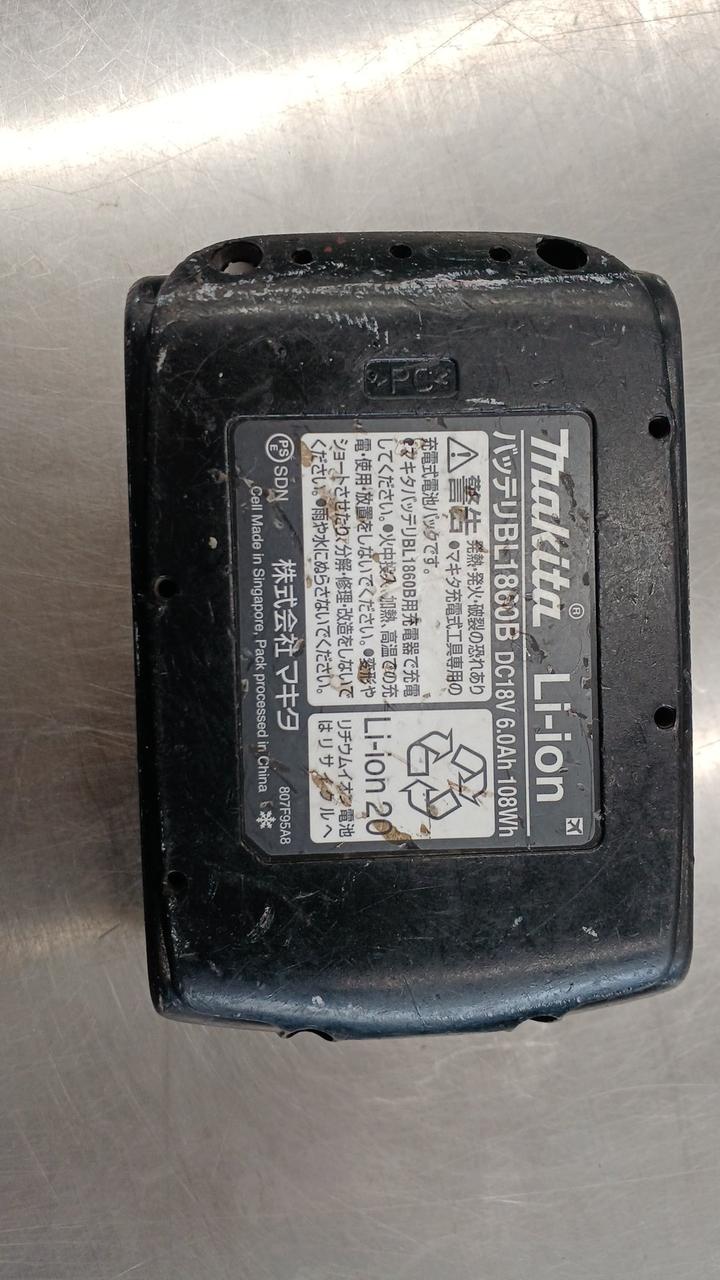 >PC<
Makita® Li-ion
バッテリBL1860B DC18V 6.0Ah 108Wh
警告 発熱・発火・破裂の恐れあり
●マキタ充電式工具専用の
充電式電池パックです。
●マキタバッテリBL1860B用充電器で充電
してください。●火中投入、加熱、高温での充
電・使用・放置をしないでください。●変形や
ショートさせたり、分解・修理・改造をしないで
ください。●雨や水にぬらさないでください。
Li-ion 20
リチウムイオン電池
はリサイクルへ
PS
E
SDN
株式会社 マキタ
807F95A8
Cell Made in Singapore, Pack processed in China